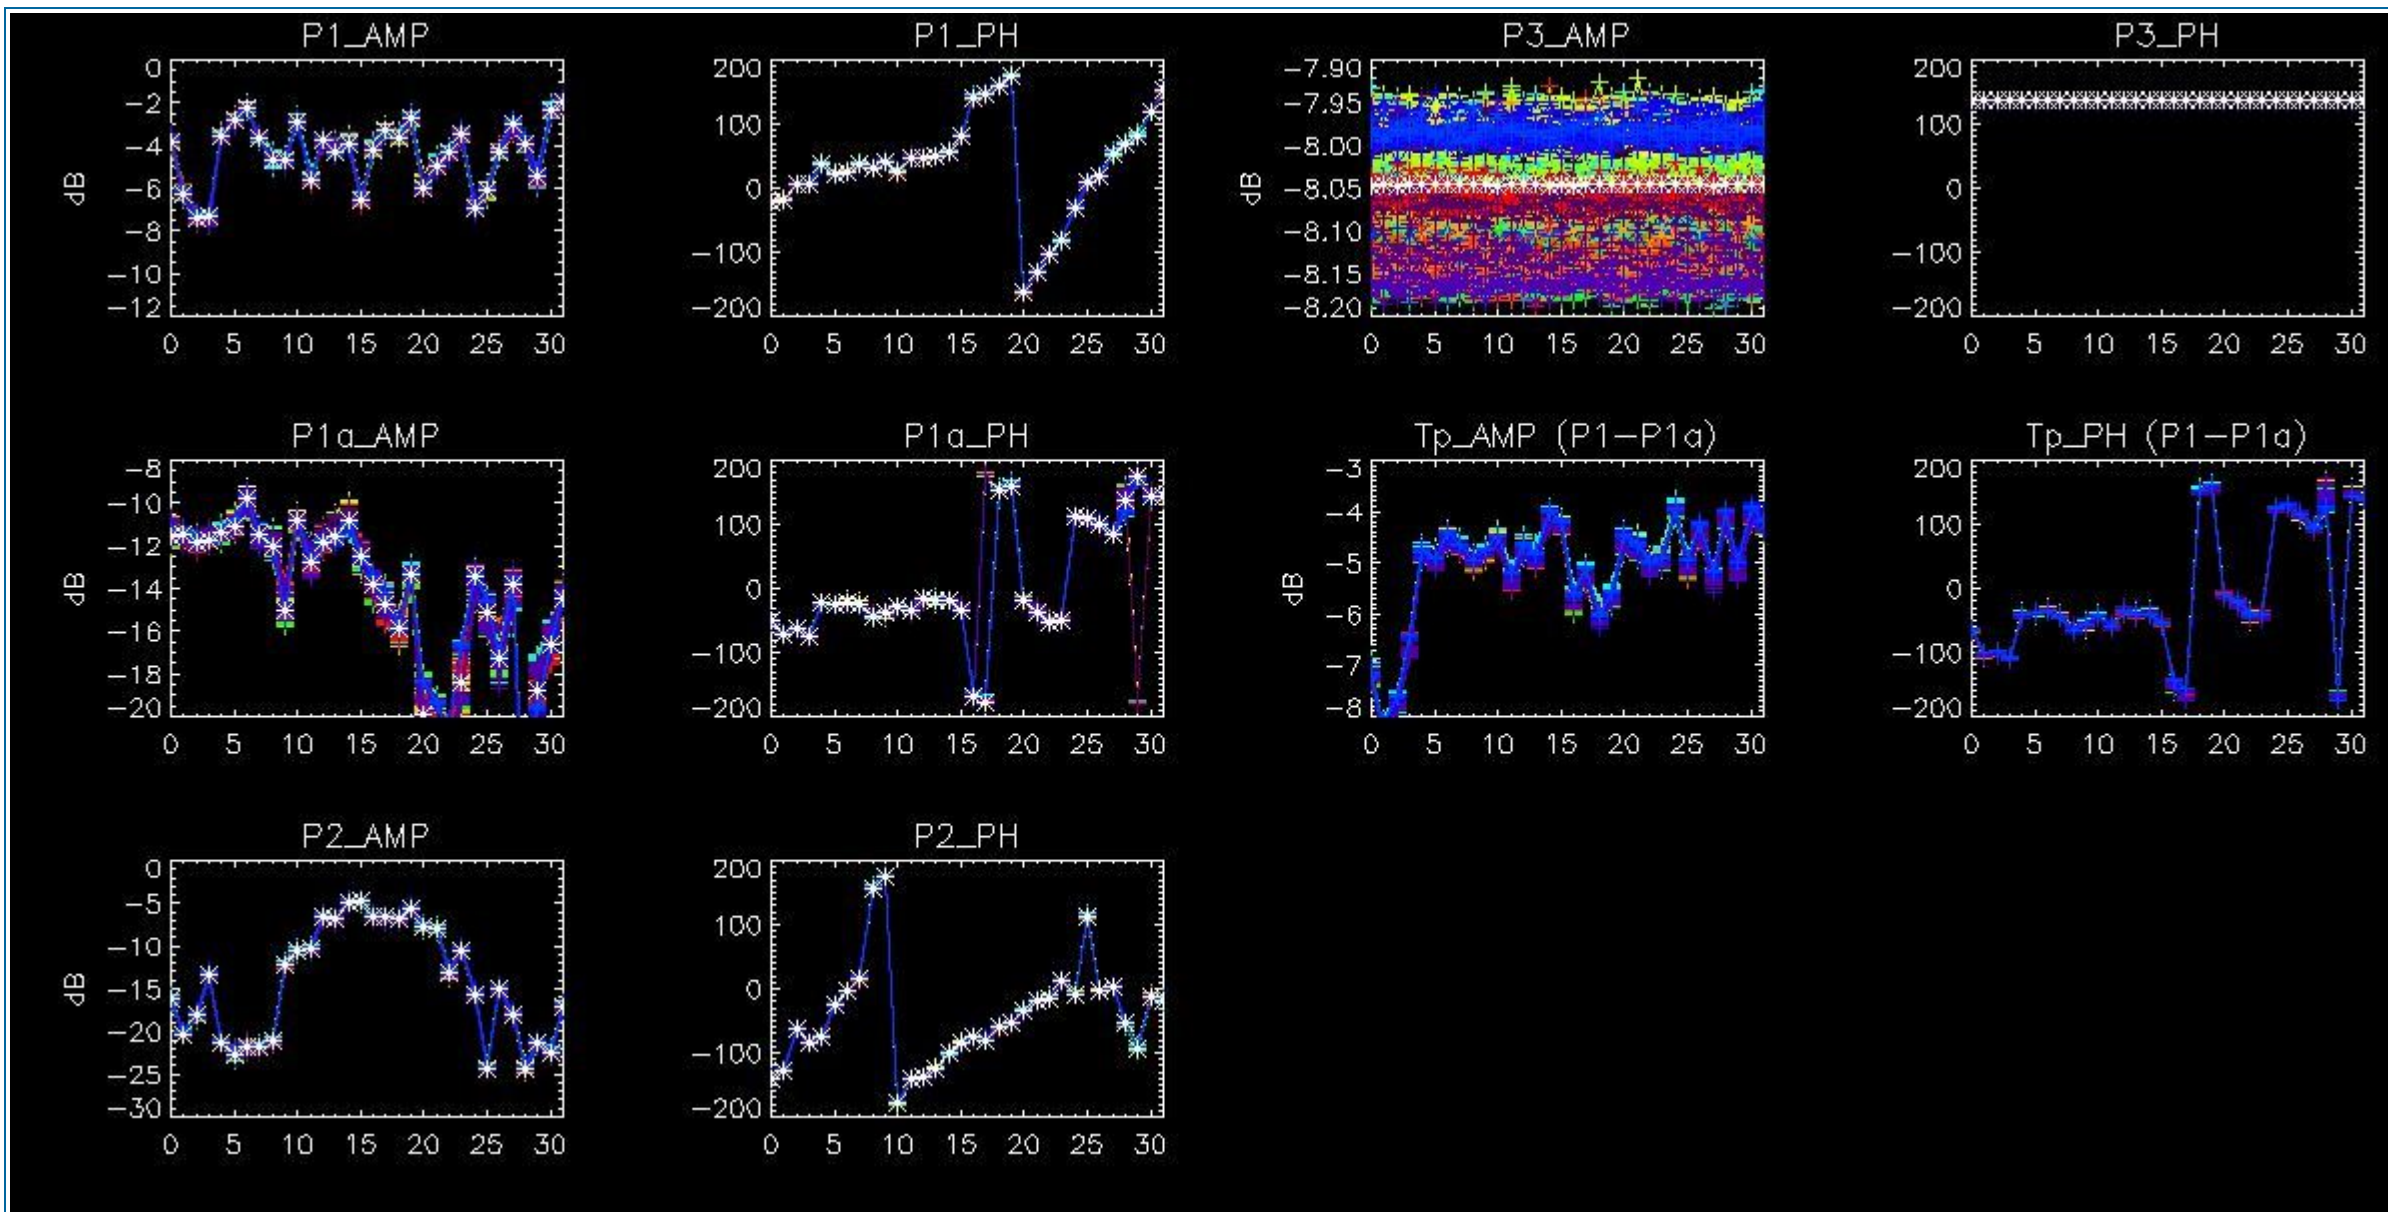 P1_AMP P1_PH P3_AMP P3_PH
0 200 -7.90 200
-2 -7.95
-4 100 -8.00 100
dB -6 0 dB -8.05 0
-8 -8.10
-10 -100 -8.15 -100
-12 -200 -8.20 -200
0 5 10 15 20 25 30 0 5 10 15 20 25 30 0 5 10 15 20 25 30 0 5 10 15 20 25 30
P1a_AMP P1a_PH Tp_AMP (P1-P1a) Tp_PH (P1-P1a)
-8 200 -3 200
-10 100 -4 100
-12
dB -14 0 dB -5 0
-16 -6
-18 -100 -7 -100
-20 -200 -8 -200
0 5 10 15 20 25 30 0 5 10 15 20 25 30 0 5 10 15 20 25 30 0 5 10 15 20 25 30
P2_AMP P2_PH
0 200
-5 100
-10
dB -15 0
-20 -100
-25
-30 -200
0 5 10 15 20 25 30 0 5 10 15 20 25 30